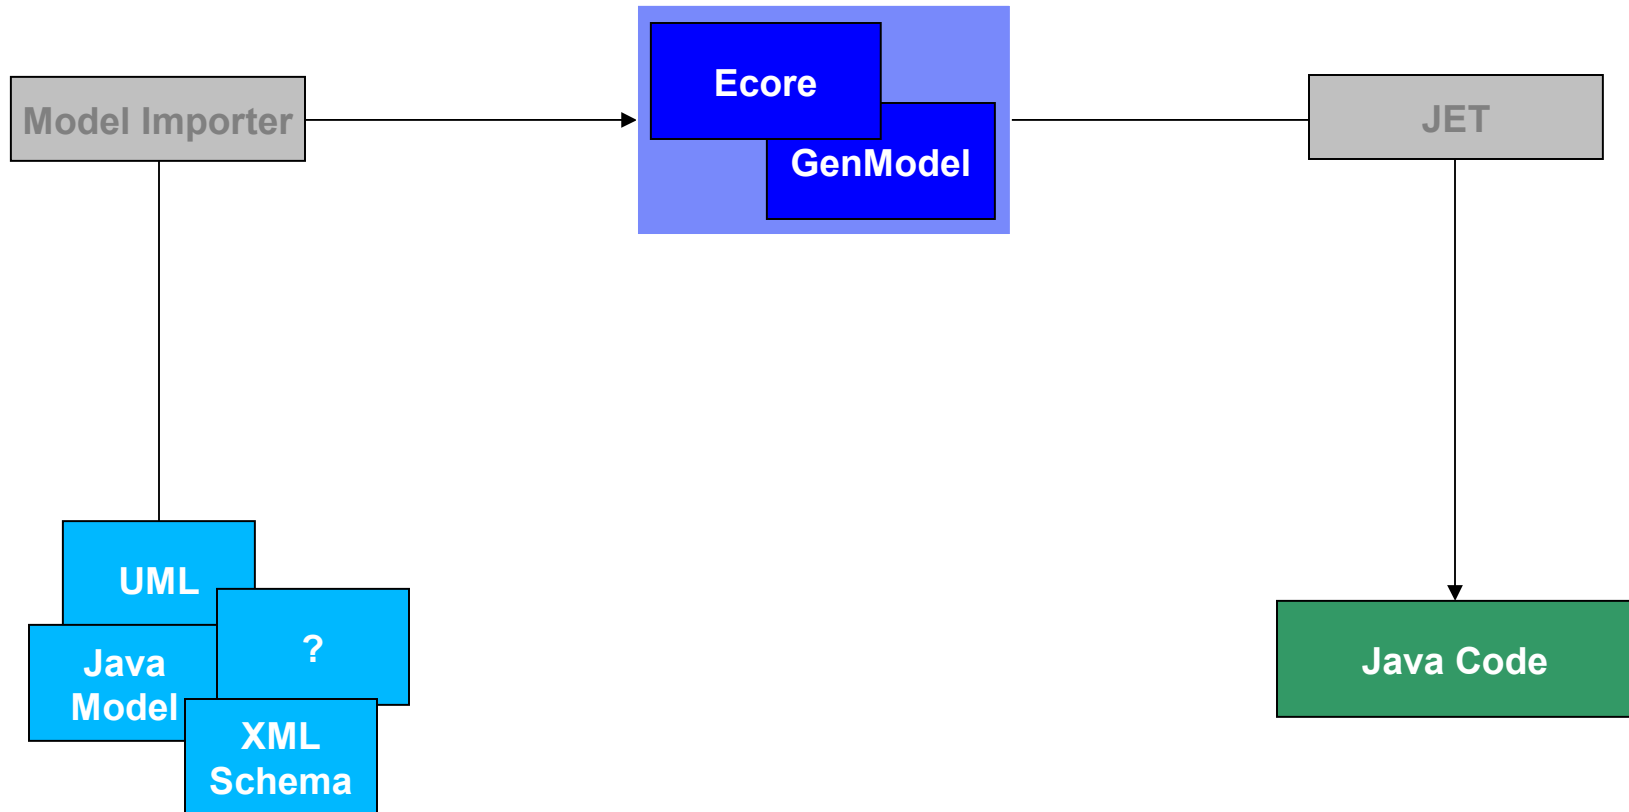 Ecore
Model Importer
JET
GenModel
UML
?
Java
Model
Java Code
XML
Schema